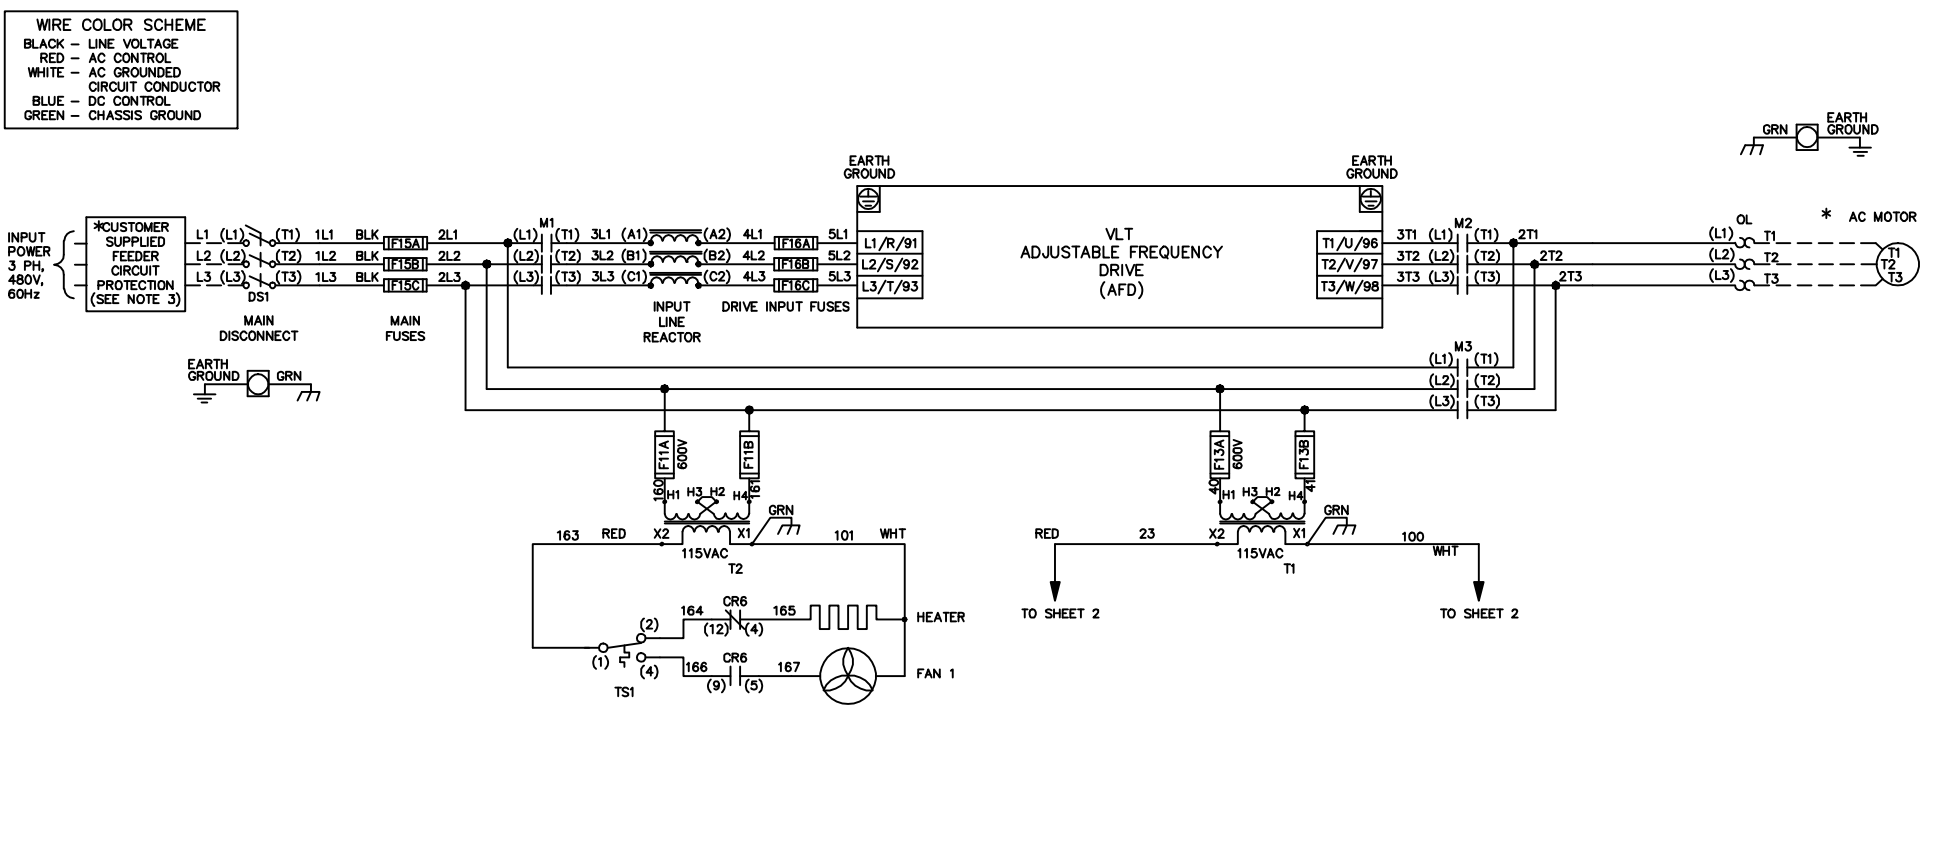 WIRE COLOR SCHEME
BLACK – LINE VOLTAGE
RED – AC CONTROL
WHITE – AC GROUNDED
CIRCUIT CONDUCTOR
BLUE – DC CONTROL
GREEN – CHASSIS GROUND
GRN
EARTH
GROUND
EARTH
GROUND
EARTH
GROUND
INPUT
POWER
3 PH,
480V,
60Hz
*CUSTOMER
SUPPLIED
FEEDER
CIRCUIT
PROTECTION
(SEE NOTE 3)
L1 (L1) (T1) 1L1 BLK F15A 2L1 (L1) M1 (T1) 3L1 (A1) (A2) 4L1 F16A 5L1 L1/R/91
L2 (L2) (T2) 1L2 BLK F15B 2L2 (L2) (T2) 3L2 (B1) (B2) 4L2 F16B 5L2 L2/S/92
L3 (L3) (T3) 1L3 BLK F15C 2L3 (L3) (T3) 3L3 (C1) (C2) 4L3 F16C 5L3 L3/T/93
DS1
MAIN
DISCONNECT
MAIN
FUSES
INPUT
LINE
REACTOR
DRIVE INPUT FUSES
VLT
ADJUSTABLE FREQUENCY
DRIVE
(AFD)
T1/U/96 3T1 (L1) M2 (T1) 2T1 (L1) OL T1
T2/V/97 3T2 (L2) (T2) 2T2 (L2) T2
T3/W/98 3T3 (L3) (T3) 2T3 (L3) T3
* AC MOTOR
T1
T2
T3
EARTH
GROUND
GRN
M3
(L1) (T1)
(L2) (T2)
(L3) (T3)
F11A
600V
F11B
160
161
H1 H3 H2 H4
GRN
163 RED X2 X1 101 WHT
115VAC
T2
F13A
600V
F13B
40
41
H1 H3 H2 H4
GRN
RED 23 X2 X1 100
WHT
115VAC
T1
TO SHEET 2
TO SHEET 2
CR6
164 165
(12) (4)
HEATER
(2)
(1)
(4)
TS1
CR6
166 167
(9) (5)
FAN 1